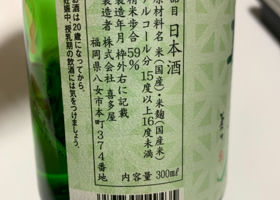 品目 日本酒
原材料名 米(国産)・米麹(国産米)
アルコール分 15度以上16度未満
精米歩合 59%
製造年月 枠外右に記載
製造者 株式会社 喜多屋
福岡県八女市本町374番地
内容量 300ml
お酒は20歳になってから。
妊娠中、授乳期の飲酒には気をつけましょう。